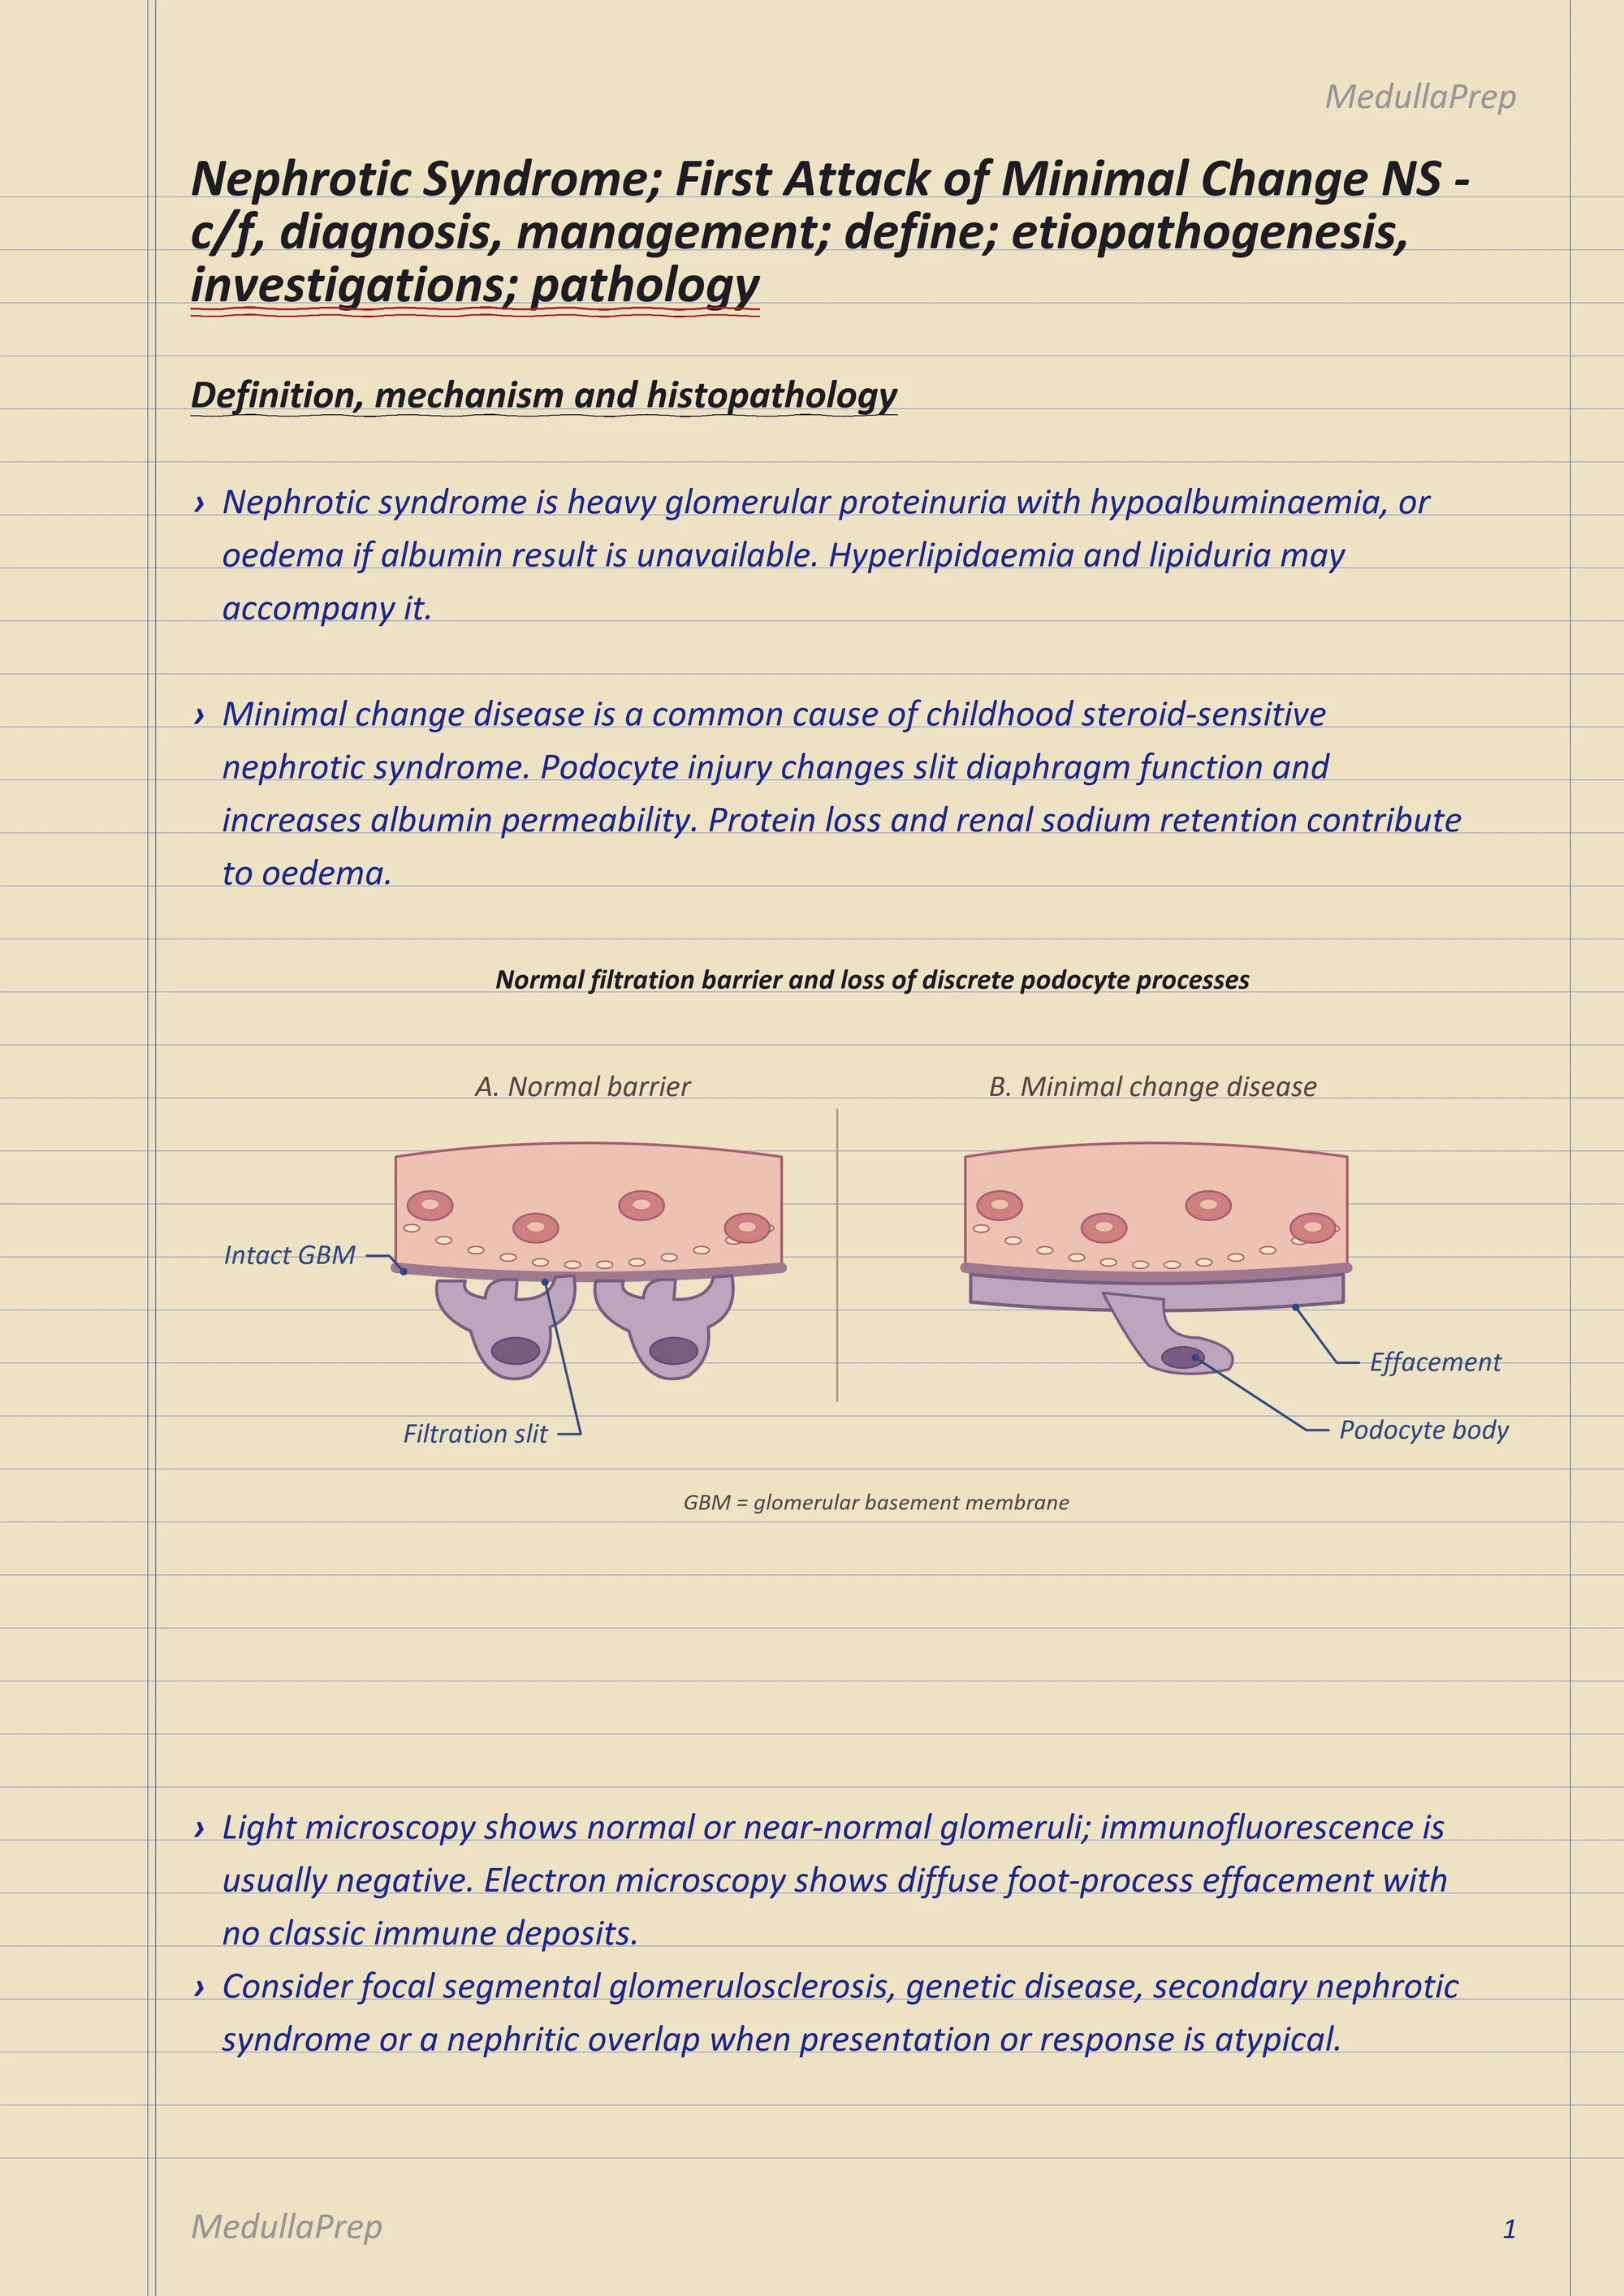 MedullaPrep
Nephrotic Syndrome; First Attack of Minimal Change NS -
c/f, diagnosis, management; define; etiopathogenesis,
investigations; pathology
Definition, mechanism and histopathology
› Nephrotic syndrome is heavy glomerular proteinuria with hypoalbuminaemia, or
oedema if albumin result is unavailable. Hyperlipidaemia and lipiduria may
accompany it.
› Minimal change disease is a common cause of childhood steroid-sensitive
nephrotic syndrome. Podocyte injury changes slit diaphragm function and
increases albumin permeability. Protein loss and renal sodium retention contribute
to oedema.
Normal filtration barrier and loss of discrete podocyte processes
A. Normal barrier
B. Minimal change disease
Intact GBM
Effacement
Filtration slit
Podocyte body
GBM = glomerular basement membrane
› Light microscopy shows normal or near-normal glomeruli; immunofluorescence is
usually negative. Electron microscopy shows diffuse foot-process effacement with
no classic immune deposits.
› Consider focal segmental glomerulosclerosis, genetic disease, secondary nephrotic
syndrome or a nephritic overlap when presentation or response is atypical.
MedullaPrep
1